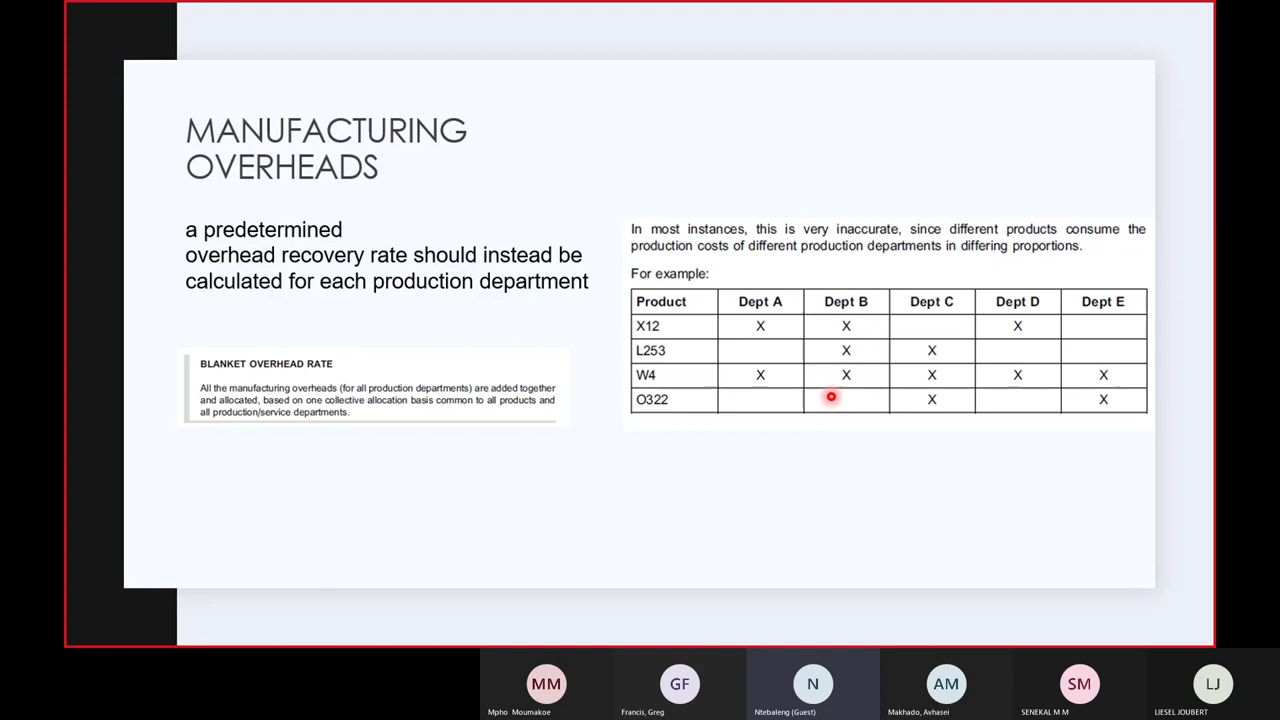 MANUFACTURING
OVERHEADS
a predetermined
overhead recovery rate should instead be
calculated for each production department
BLANKET OVERHEAD RATE
All the manufacturing overheads (for all production departments) are added together
and allocated, based on one collective allocation basis common to all products and
all production/service departments.
In most instances, this is very inaccurate, since different products consume the
production costs of different production departments in differing proportions.
For example:
Product Dept A Dept B Dept C Dept D Dept E
X12 X X X
L253 X X
W4 X X X X X
O322 X X
MM GF N AM SM LJ
Mpho Moumakoe Francis, Greg Ntebaleng (Guest) Makhado, Avhasei SENEKAL M M LIESEL JOUBERT